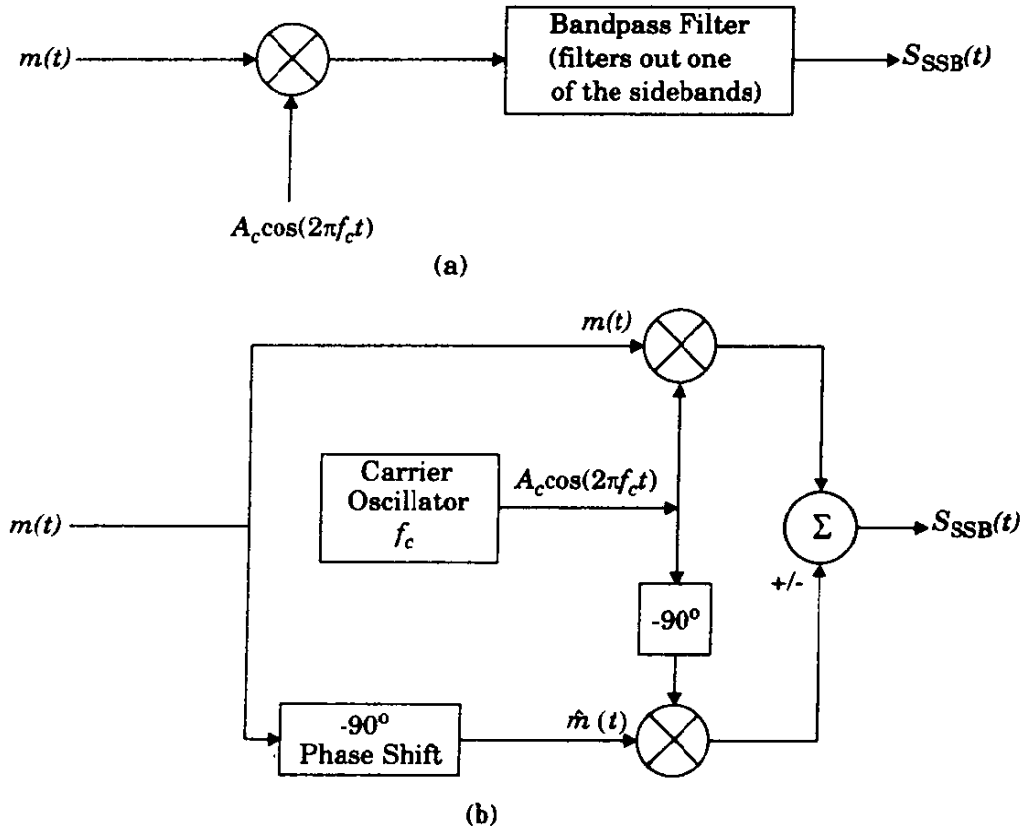 m(t)
Bandpass Filter
(filters out one
of the sidebands)
S_SSB(t)
A_c cos(2πf_c t)
(a)
m(t)
Carrier
Oscillator
f_c
A_c cos(2πf_c t)
m(t)
Σ
S_SSB(t)
+/-
-90°
-90°
Phase Shift
m̂ (t)
(b)